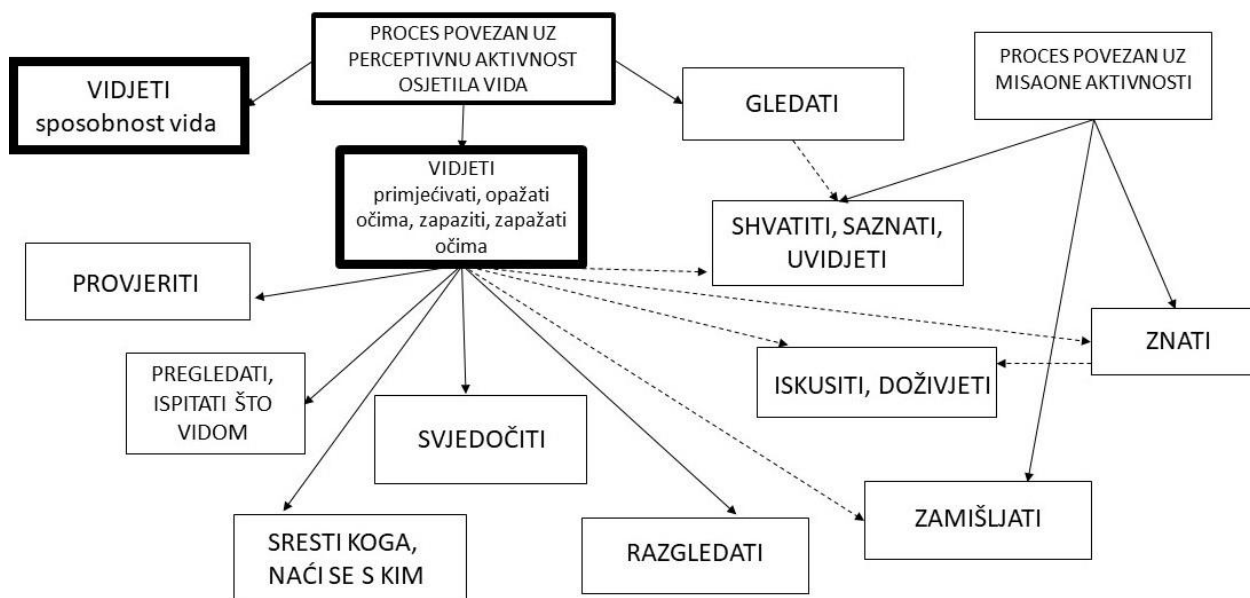 PROCES POVEZAN UZ
PERCEPTIVNU AKTIVNOST
OSJETILA VIDA
PROCES POVEZAN UZ
MISAONE AKTIVNOSTI
VIDJETI
sposobnost vida
GLEDATI
VIDJETI
primjećivati, opažati
očima, zapaziti, zapažati
očima
SHVATITI, SAZNATI,
UVIDJETI
PROVJERITI
ZNATI
PREGLEDATI,
ISPITATI ŠTO
VIDOM
ISKUSITI, DOŽIVJETI
SVJEDOČITI
ZAMIŠLJATI
SRESTI KOGA,
NAĆI SE S KIM
RAZGLEDATI